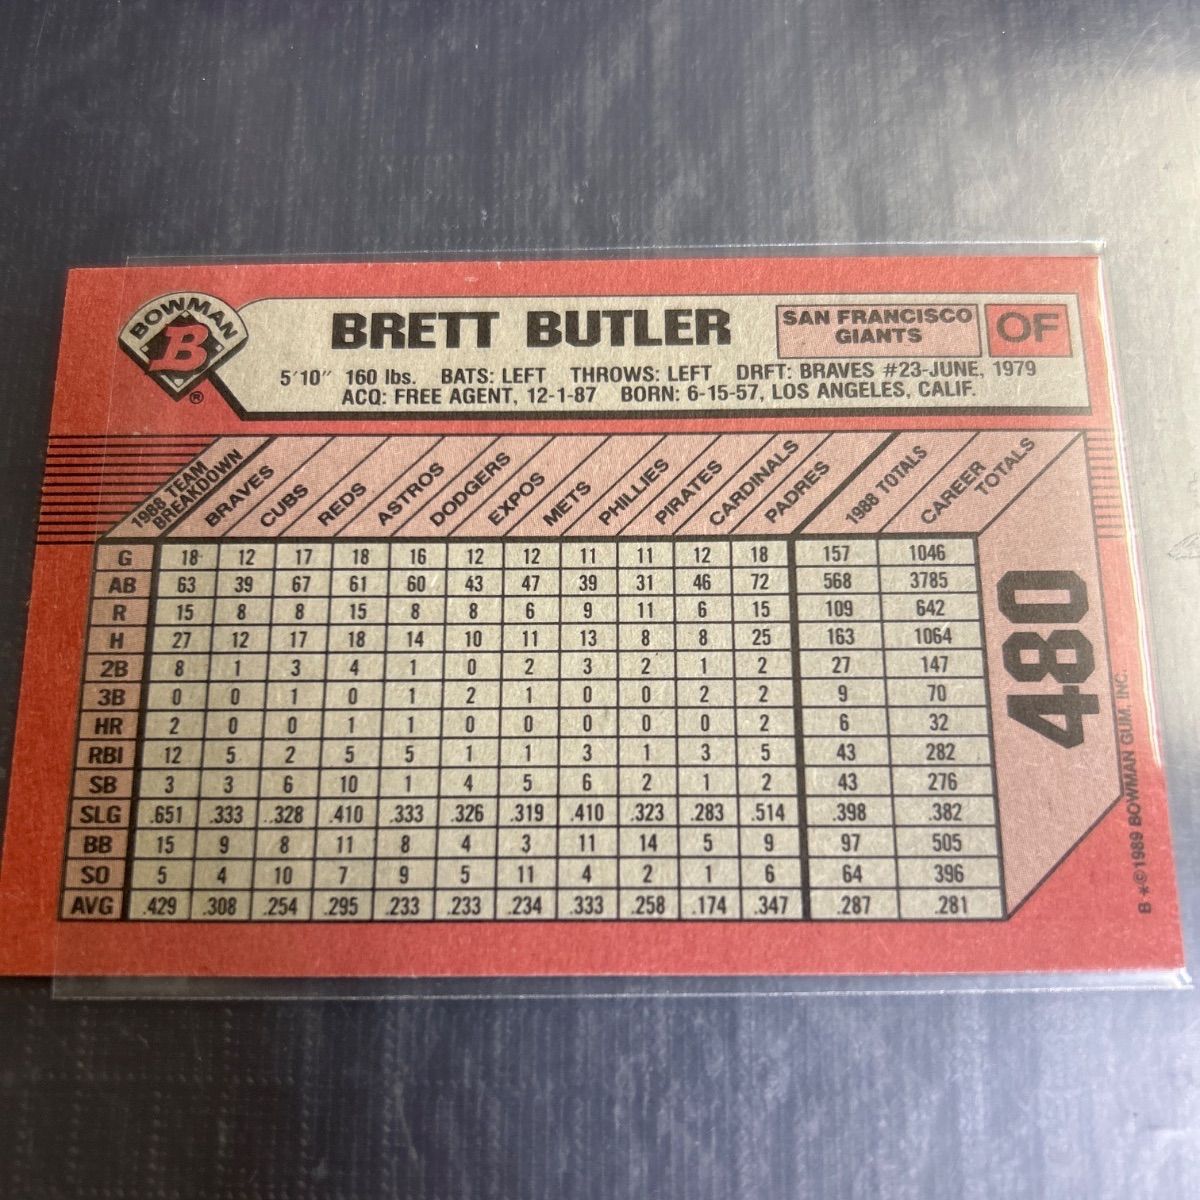 BOWMAN
B
®
BRETT BUTLER
SAN FRANCISCO
GIANTS
OF
5'10" 160 lbs. BATS: LEFT THROWS: LEFT DRFT: BRAVES #23-JUNE, 1979
ACQ: FREE AGENT, 12-1-87 BORN: 6-15-57, LOS ANGELES, CALIF.
1988 TEAM BREAKDOWN BRAVES CUBS REDS ASTROS DODGERS EXPOS METS PHILLIES PIRATES CARDINALS PADRES 1988 TOTALS CAREER TOTALS
G 18 12 17 18 16 12 12 11 11 12 18 157 1046
AB 63 39 67 61 60 43 47 39 31 46 72 568 3785
R 15 8 8 15 8 8 6 9 11 6 15 109 642
H 27 12 17 18 14 10 11 13 8 8 25 163 1064
2B 8 1 3 4 1 0 2 3 2 1 2 27 147
3B 0 0 1 0 1 2 1 0 0 2 2 9 70
HR 2 0 0 1 1 0 0 0 0 0 2 6 32
RBI 12 5 2 5 5 1 1 3 1 3 5 43 282
SB 3 3 6 10 1 4 5 6 2 1 2 43 276
SLG .651 .333 .328 .410 .333 .326 .319 .410 .323 .283 .514 .398 .382
BB 15 9 8 11 8 4 3 11 14 5 9 97 505
SO 5 4 10 7 9 5 11 4 2 1 6 64 396
AVG .429 .308 .254 .295 .233 .233 .234 .333 .258 .174 .347 .287 .281
480
B*©1989 BOWMAN GUM, INC.